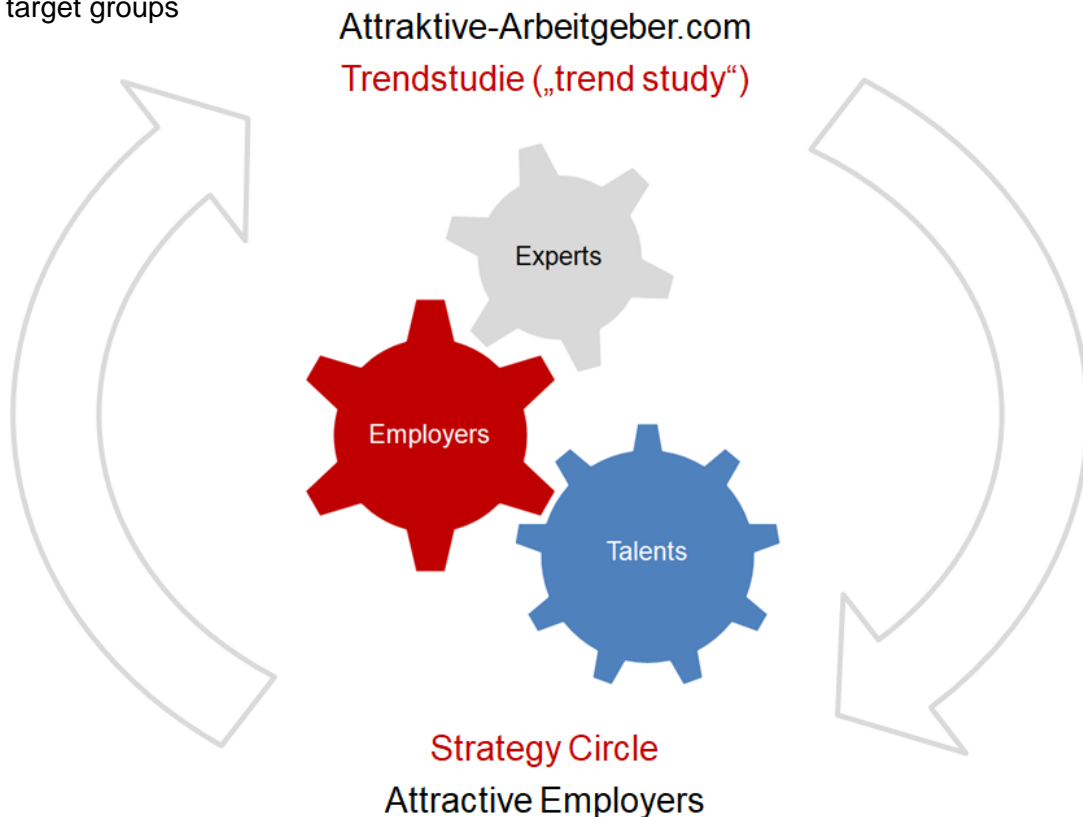 target groups
Attraktive-Arbeitgeber.com
Trendstudie („trend study“)
Experts
Employers
Talents
Strategy Circle
Attractive Employers